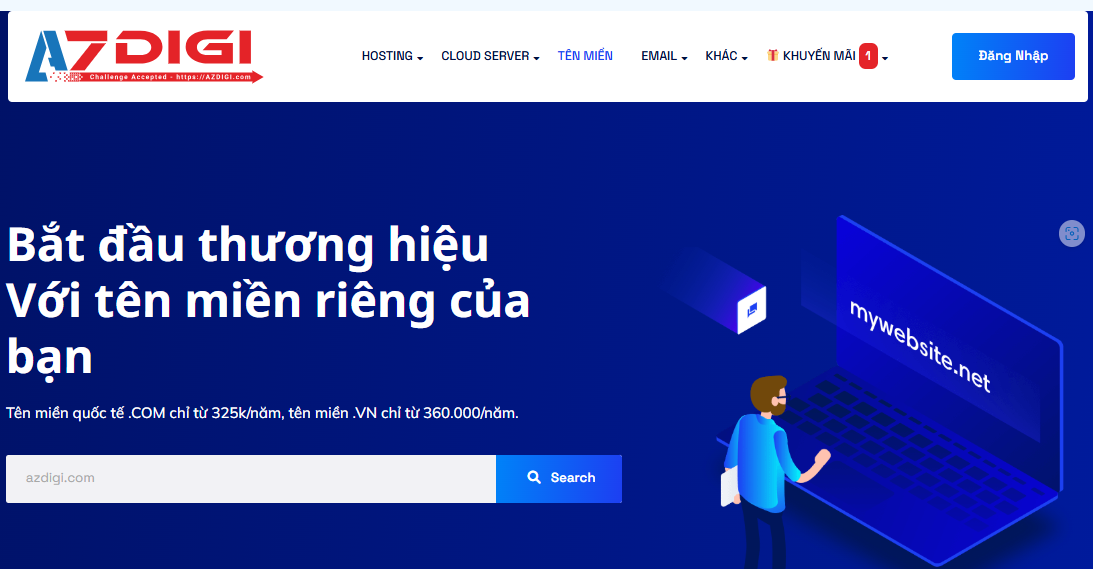 AZDIGI
Challenge Accepted - https://AZDIGI.com
HOSTING CLOUD SERVER TÊN MIỀN EMAIL KHÁC KHUYẾN MÃI 1
Đăng Nhập
Bắt đầu thương hiệu
Với tên miền riêng của
bạn
Tên miền quốc tế .COM chỉ từ 325k/năm, tên miền .VN chỉ từ 360.000/năm.
azdigi.com
Search
mywebsite.net